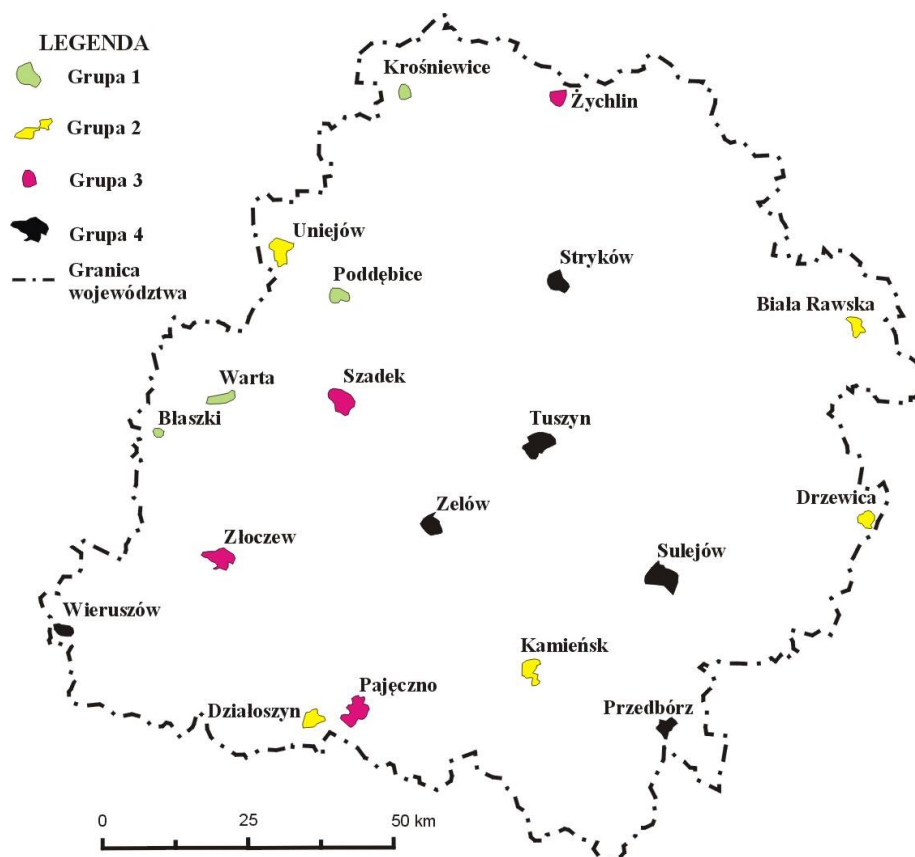 LEGENDA
Grupa 1
Grupa 2
Grupa 3
Grupa 4
Granica
województwa
Krośniewice
Żychlin
Uniejów
Poddębice
Stryków
Biała Rawska
Warta
Szadek
Błaszki
Tuszyn
Zelów
Drzewica
Złoczew
Sulejów
Wieruszów
Kamieńsk
Pajęczno
Działoszyn
Przedbórz
0 25 50 km